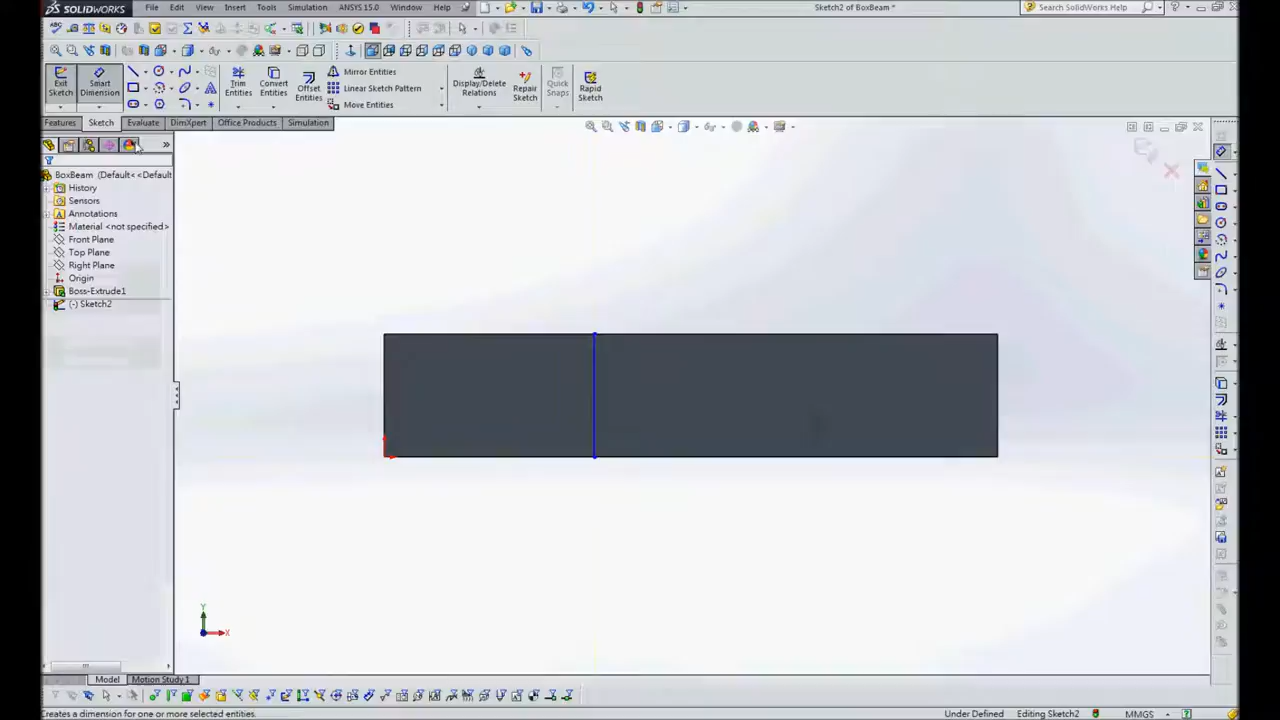 SOLIDWORKS File Edit View Insert Tools Simulation ANSYS 15.0 Window Help Sketch2 of BoxBeam * Search SolidWorks Help
Exit Sketch
Smart Dimension
Trim Entities
Convert Entities
Offset Entities
Mirror Entities
Linear Sketch Pattern
Move Entities
Display/Delete Relations
Repair Sketch
Quick Snaps
Rapid Sketch
Features Sketch Evaluate DimXpert Office Products Simulation
BoxBeam (Default<<Default
History
Sensors
Annotations
Material <not specified>
Front Plane
Top Plane
Right Plane
Origin
Boss-Extrude1
(-) Sketch2
Y
X
Model Motion Study 1
Creates a dimension for one or more selected entities. Under Defined Editing Sketch2 MMGS